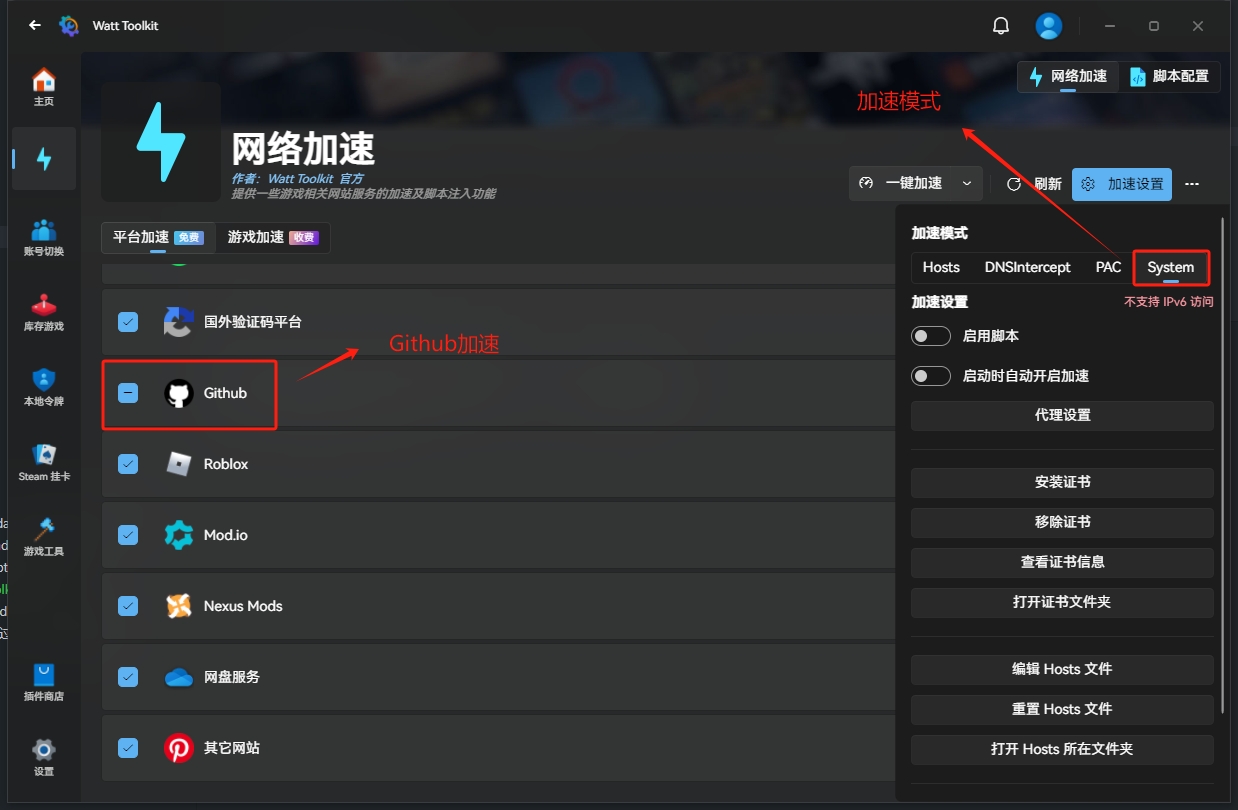 Watt Toolkit
主页
网络加速
脚本配置
加速模式
网络加速
作者: Watt Toolkit 官方
提供一些游戏相关网站服务的加速及脚本注入功能
一键加速
刷新
加速设置
平台加速 免费
游戏加速 收费
账号切换
库存游戏
本地令牌
Steam 挂卡
游戏工具
插件商店
设置
国外验证码平台
Github加速
Github
Roblox
Mod.io
Nexus Mods
网盘服务
其它网站
加速模式
Hosts DNSIntercept PAC System
加速设置 不支持 IPv6 访问
启用脚本
启动时自动开启加速
代理设置
安装证书
移除证书
查看证书信息
打开证书文件夹
编辑 Hosts 文件
重置 Hosts 文件
打开 Hosts 所在文件夹